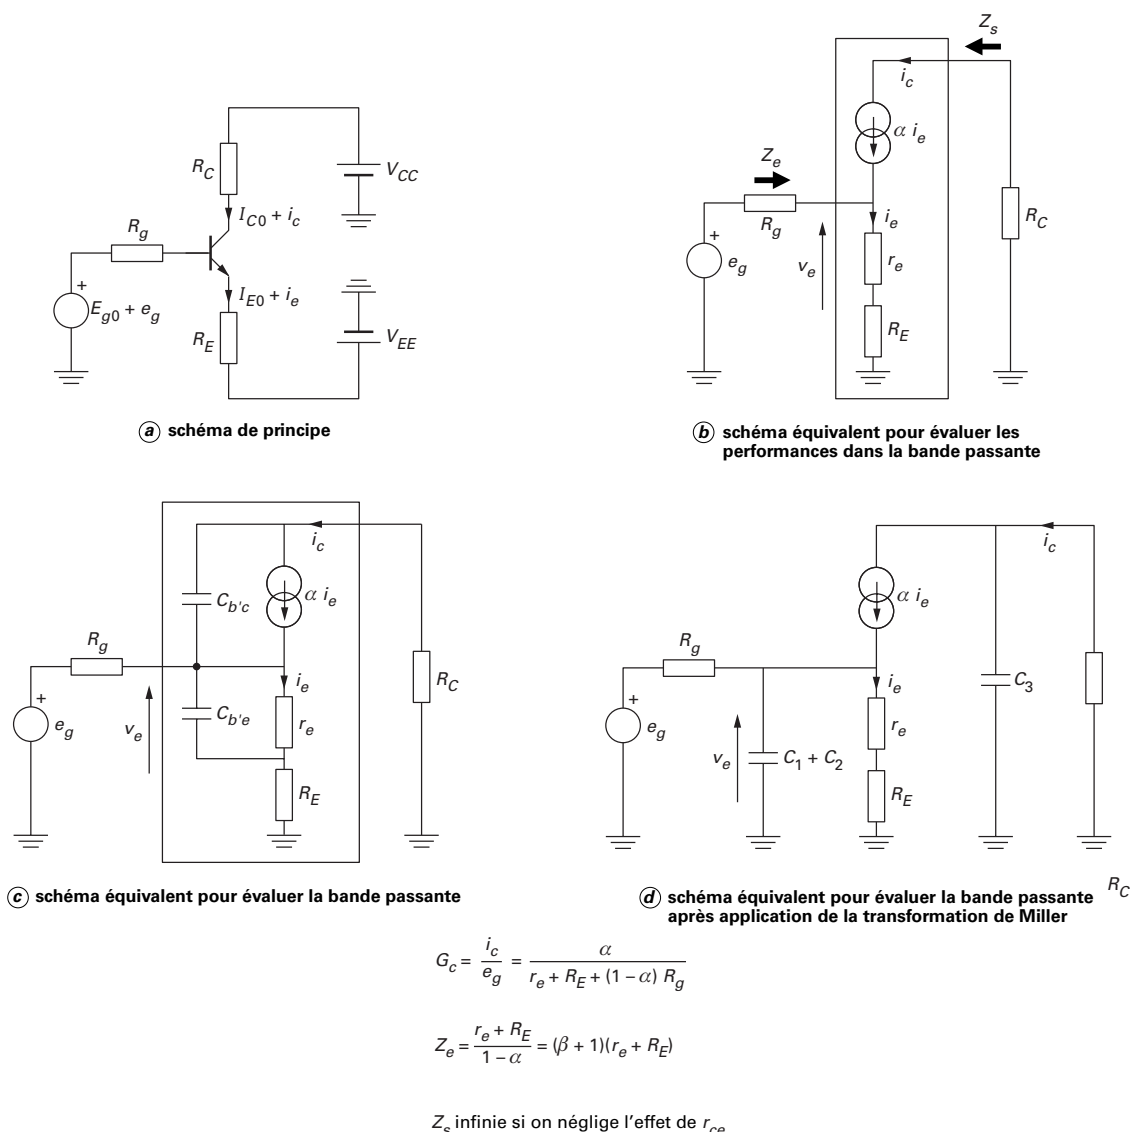 R_C
V_CC
I_C0 + i_c
R_g
+
E_g0 + e_g
I_E0 + i_e
R_E
V_EE
a schéma de principe
Z_s
i_c
α i_e
Z_e
R_g
i_e
R_C
+
e_g
v_e
r_e
R_E
b schéma équivalent pour évaluer les
performances dans la bande passante
i_c
C_b'c
α i_e
R_g
i_e
R_C
+
e_g
v_e
C_b'e
r_e
R_E
c schéma équivalent pour évaluer la bande passante
i_c
α i_e
R_g
i_e
C_3
+
e_g
v_e
C_1 + C_2
r_e
R_E
R_C
d schéma équivalent pour évaluer la bande passante
après application de la transformation de Miller
G_c = i_c / e_g = α / (r_e + R_E + (1 – α) R_g)
Z_e = (r_e + R_E) / (1 – α) = (β + 1)(r_e + R_E)
Z_s infinie si on néglige l'effet de r_ce